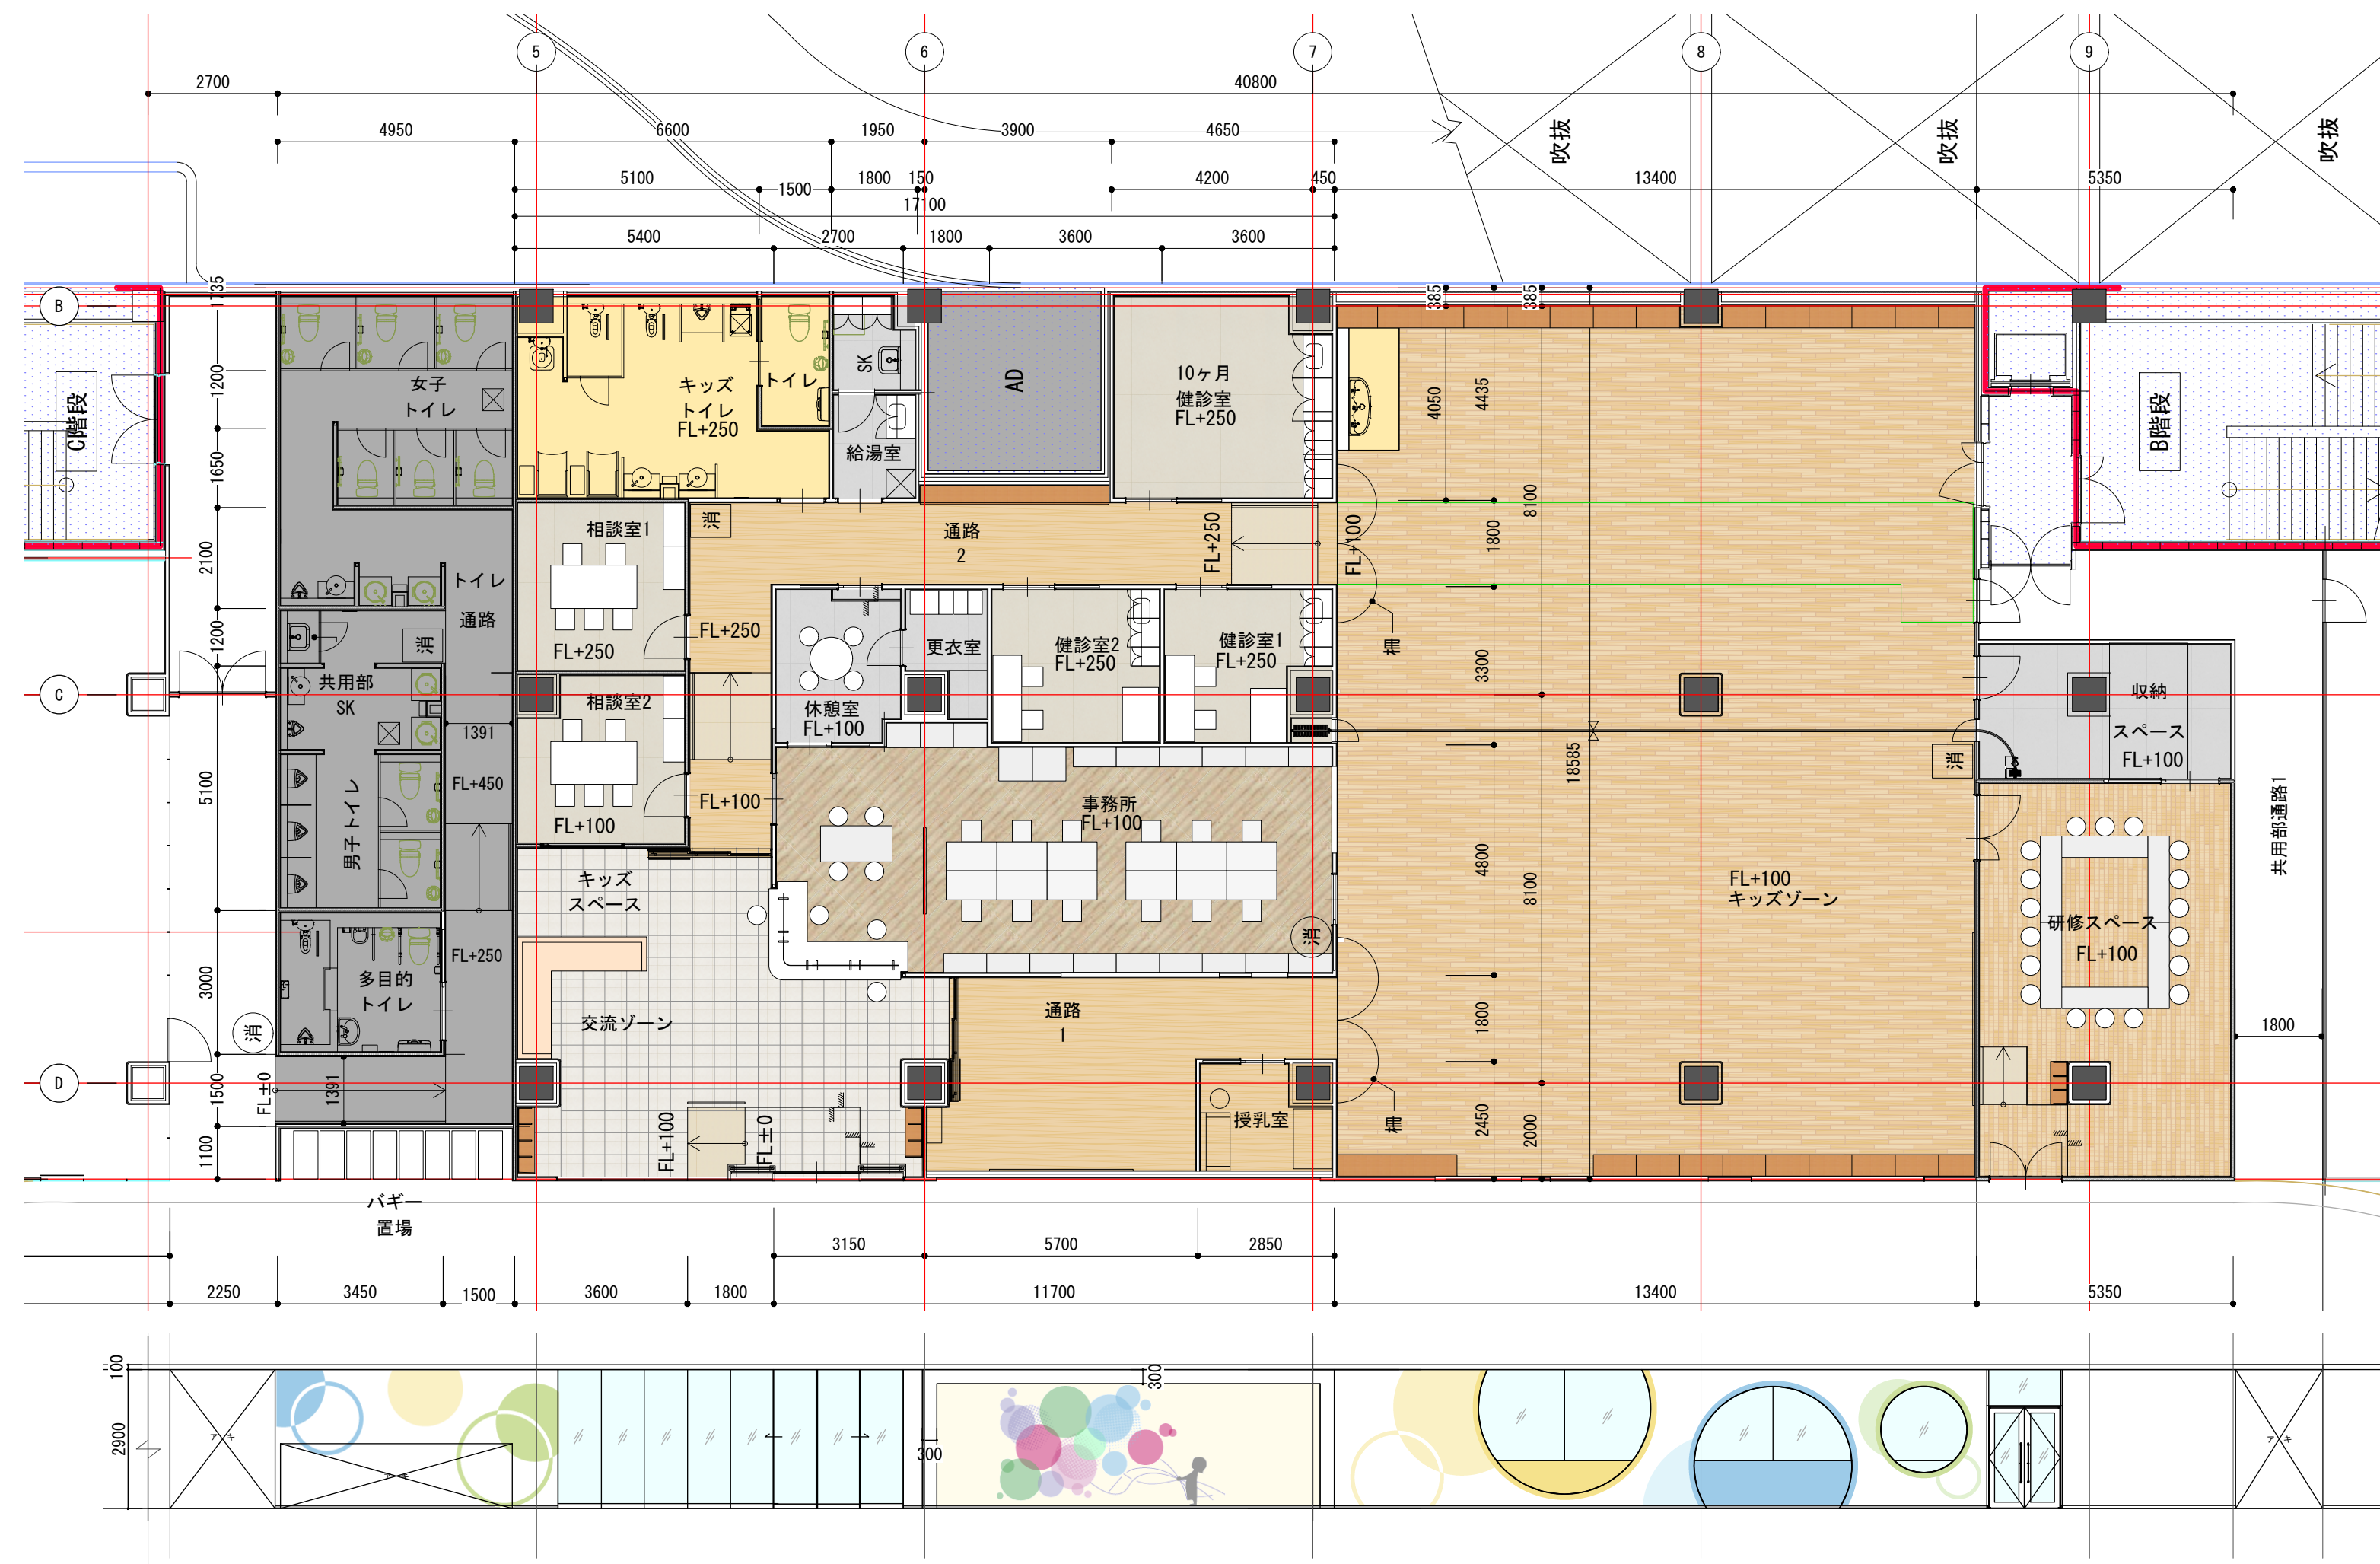 5
6
7
8
9
2700
40800
4950
6600
1950
3900
4650
吹抜
吹抜
吹抜
5100
1500
1800
150
4200
450
13400
5350
17100
5400
2700
1800
3600
3600
B
1735
385
385
C階段
女子
トイレ
キッズ
トイレ
FL+250
トイレ
SK
給湯室
AD
10ヶ月
健診室
FL+250
4050
4435
B階段
1200
1650
2100
1200
相談室1
消
通路
2
FL+250
FL+100
1800
8100
トイレ
通路
消
FL+250
FL+250
更衣室
健診室2
FL+250
健診室1
FL+250
3300
C
共用部
SK
1391
相談室2
休憩室
FL+100
収納
スペース
FL+100
消
18585
5100
男子トイレ
FL+450
FL+100
FL+100
事務所
FL+100
4800
8100
FL+100
キッズゾーン
共用部通路1
キッズ
スペース
消
研修スペース
FL+100
3000
多目的
トイレ
FL+250
消
交流ゾーン
通路
1
1800
1800
D
FL±0
1391
1500
1100
FL+100
FL±0
授乳室
2450
2000
バギー
置場
3150
5700
2850
2250
3450
1500
3600
1800
11700
13400
5350
100
2900
アキ
アキ
300
300
アキ